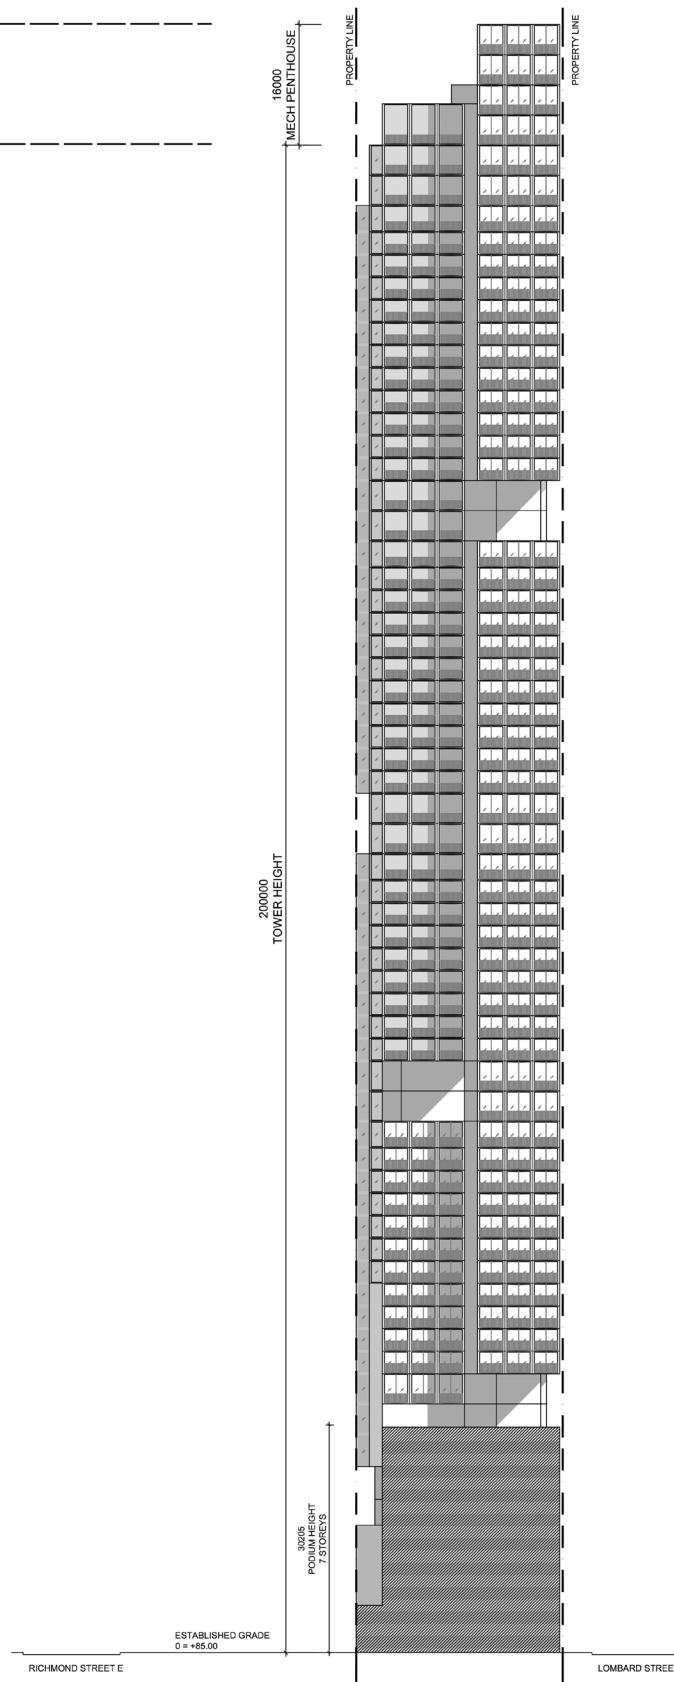 PROPERTY LINE
PROPERTY LINE
16000
MECH PENTHOUSE
200000
TOWER HEIGHT
30205
PODIUM HEIGHT
7 STOREYS
ESTABLISHED GRADE
0 = +85.00
RICHMOND STREET E
LOMBARD STREE